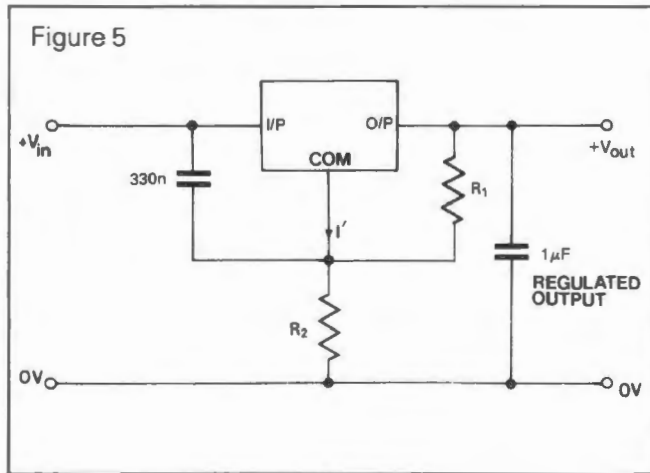 Figure 5
I/P
O/P
COM
+Vin
+Vout
330n
R1
I′
1μF
REGULATED
OUTPUT
R2
0V
0V